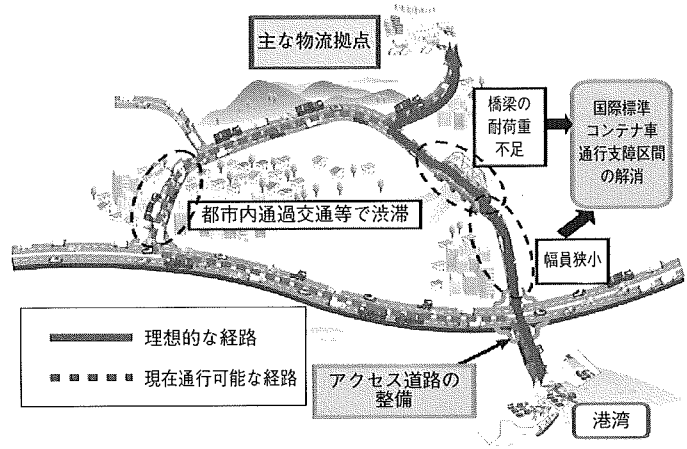 主な物流拠点
橋梁の
耐荷重
不足
国際標準
コンテナ車
通行支障区間
の解消
都市内通過交通等で渋滞
幅員狭小
理想的な経路
現在通行可能な経路
アクセス道路の
整備
港湾